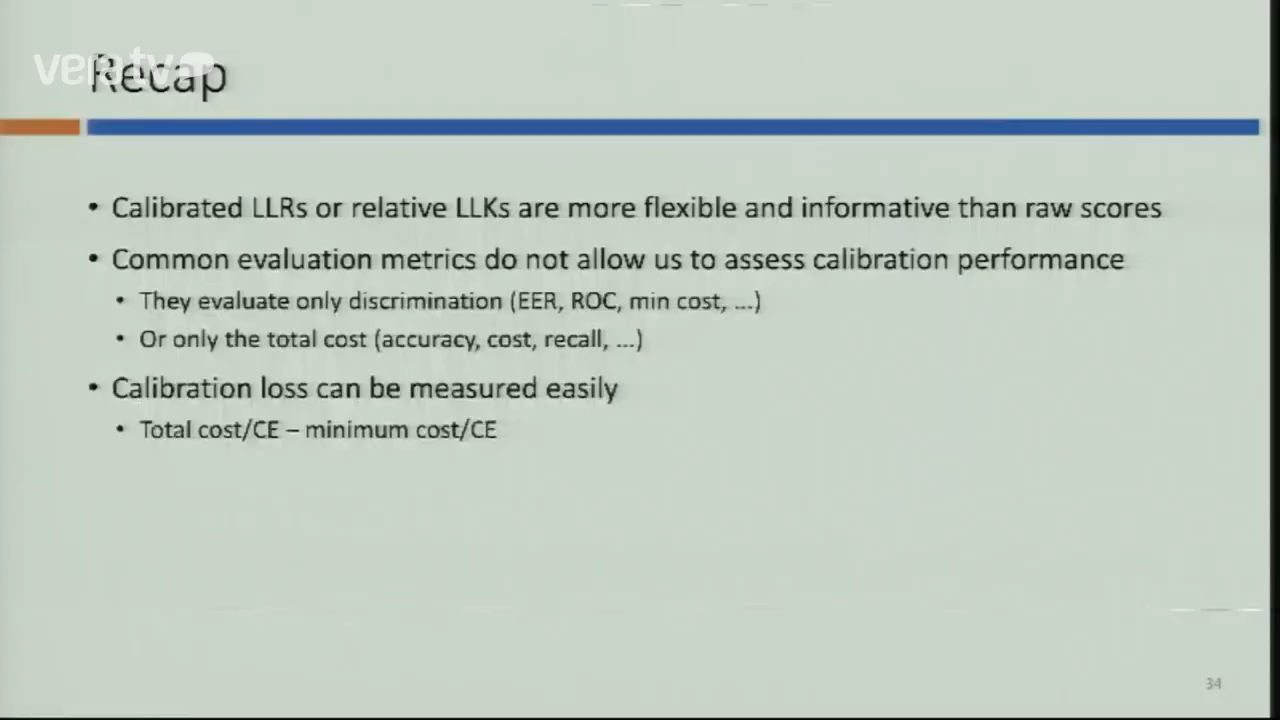 vera tv
Recap
• Calibrated LLRs or relative LLKs are more flexible and informative than raw scores
• Common evaluation metrics do not allow us to assess calibration performance
• They evaluate only discrimination (EER, ROC, min cost, ...)
• Or only the total cost (accuracy, cost, recall, ...)
• Calibration loss can be measured easily
• Total cost/CE – minimum cost/CE
34